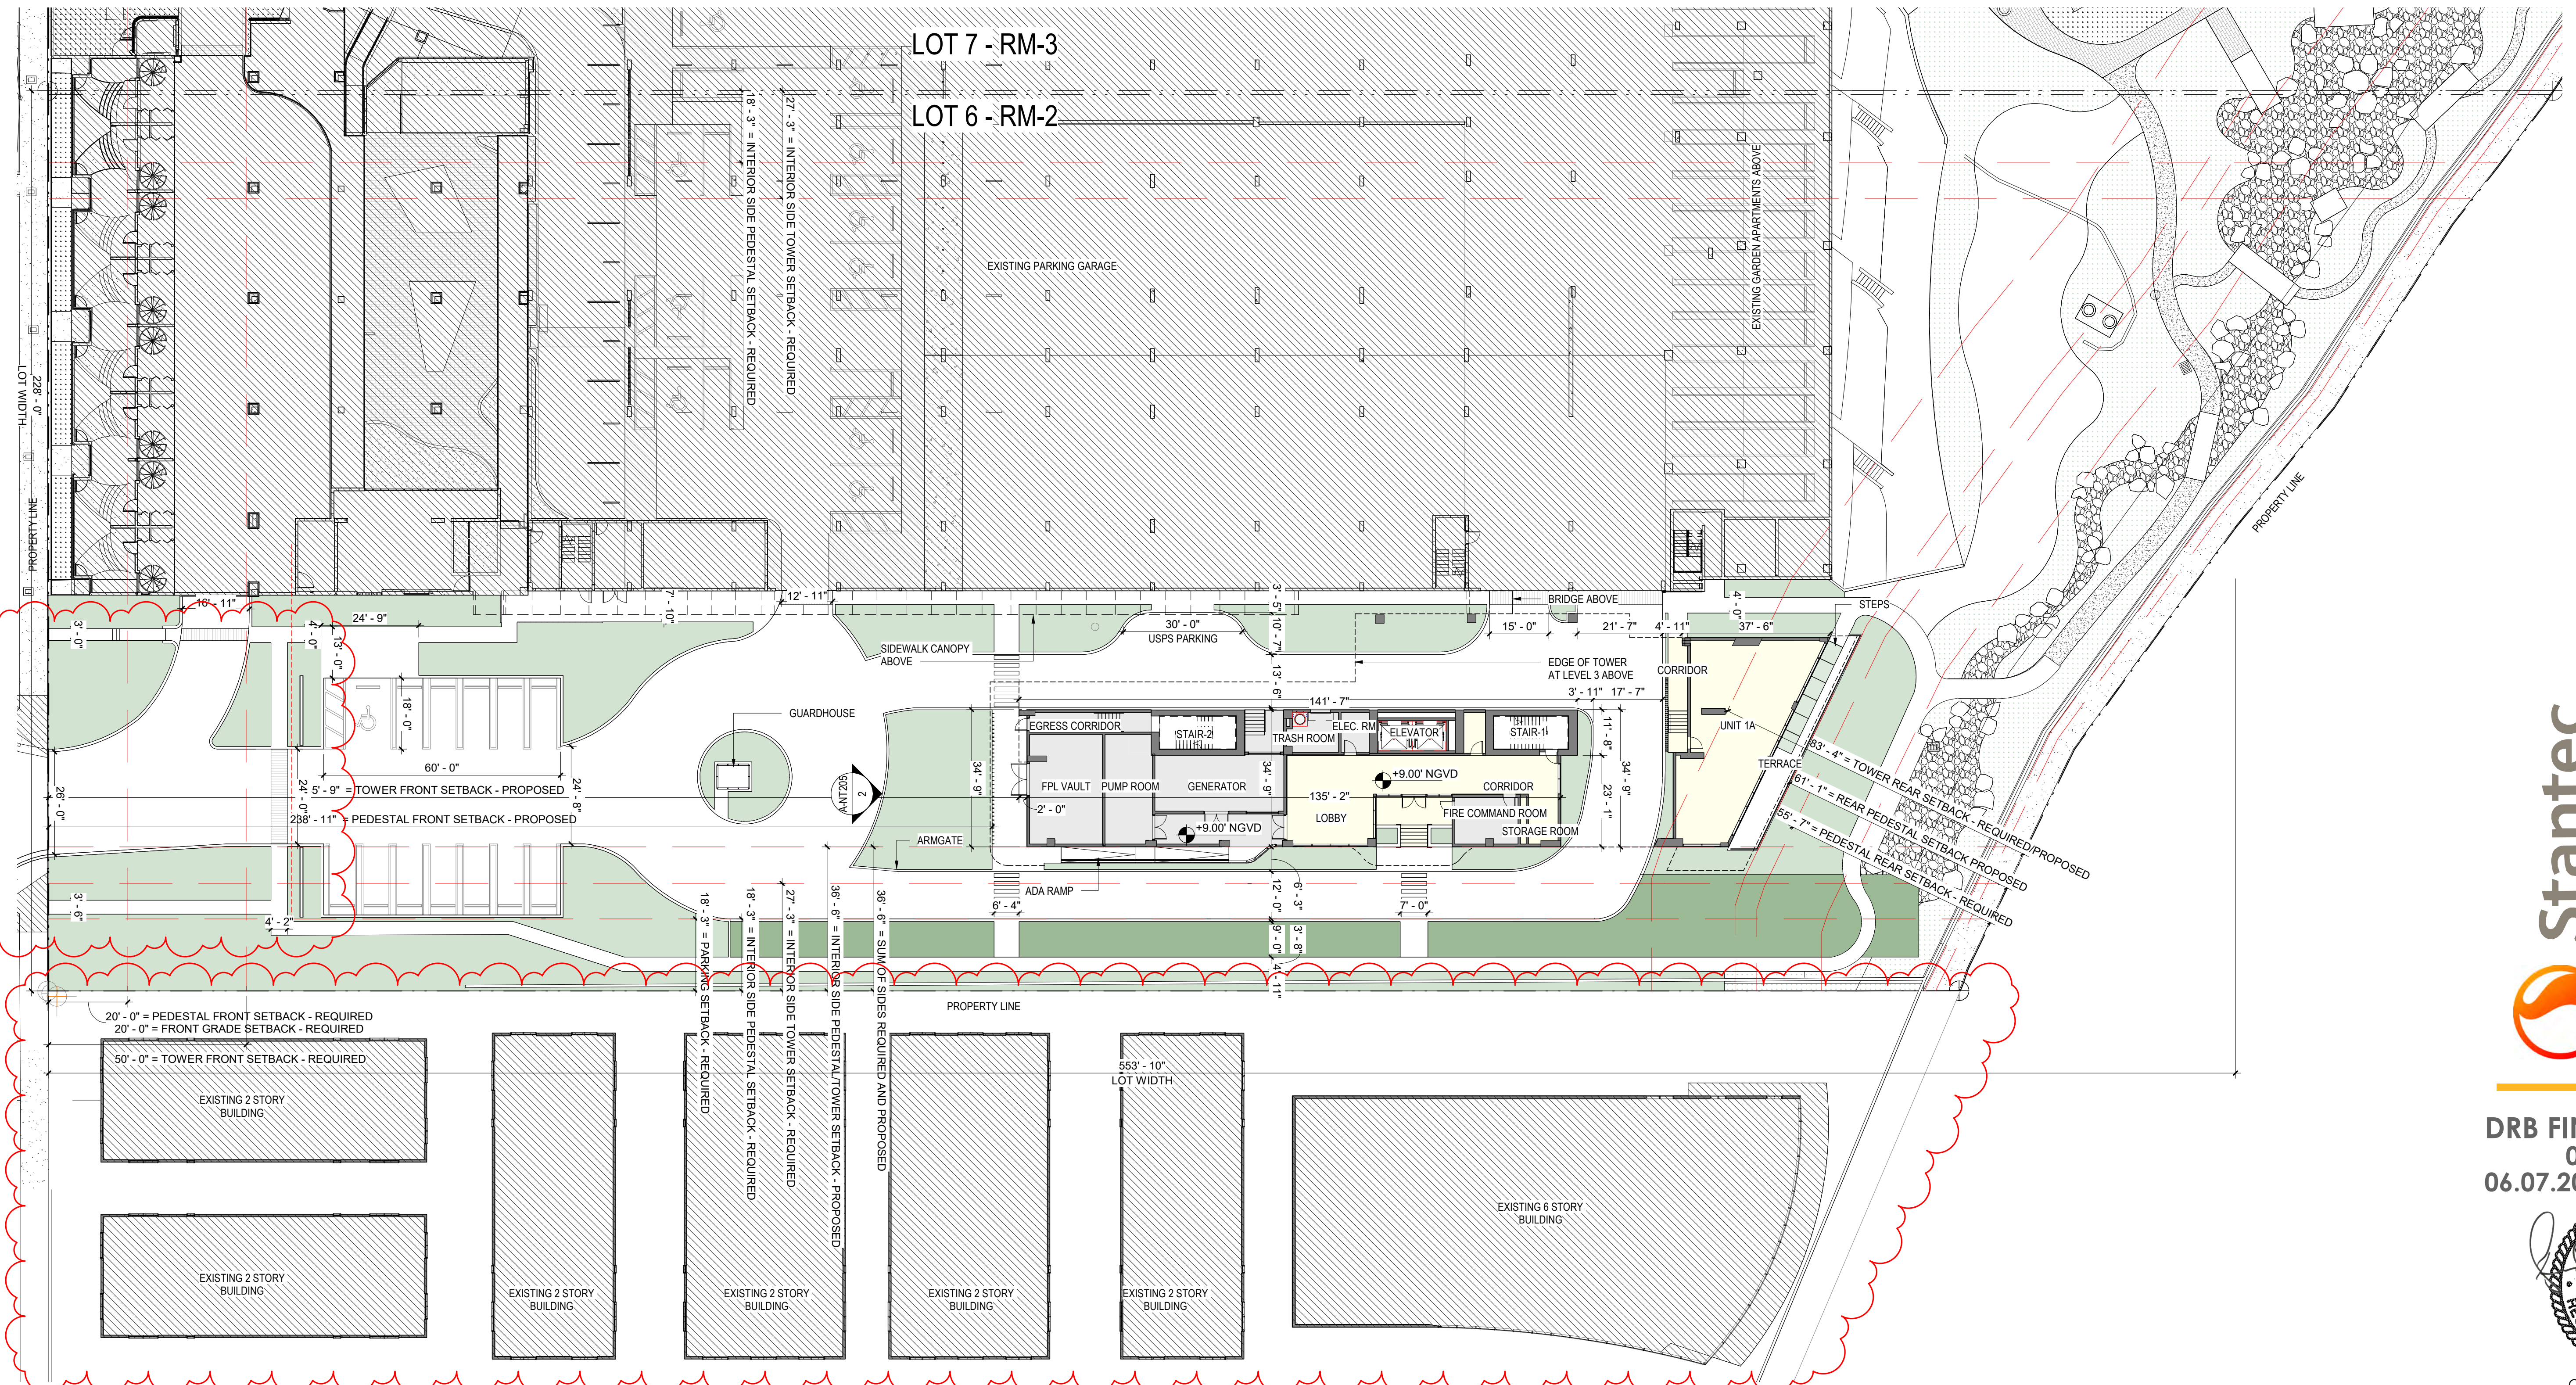 LOT 7 - RM-3
LOT 6 - RM-2
18' - 3" = INTERIOR SIDE PEDESTAL SETBACK - REQUIRED
27' - 3" = INTERIOR SIDE TOWER SETBACK - REQUIRED
EXISTING PARKING GARAGE
EXISTING GARDEN APARTMENTS ABOVE
228' - 0"
LOT WIDTH
PROPERTY LINE
PROPERTY LINE
16' - 11"
24' - 9"
3' - 0"
4' - 0"
13' - 0"
7' - 10"
12' - 11"
SIDEWALK CANOPY
ABOVE
30' - 0"
USPS PARKING
3' - 5"
10' - 7"
13' - 6"
BRIDGE ABOVE
15' - 0"
21' - 7"
4' - 11"
4' - 0"
37' - 6"
STEPS
EDGE OF TOWER
AT LEVEL 3 ABOVE
CORRIDOR
3' - 11"
17' - 7"
141' - 7"
18' - 0"
60' - 0"
GUARDHOUSE
EGRESS CORRIDOR
STAIR-2
TRASH ROOM
ELEC. RM
ELEVATOR
STAIR-1
11' - 8"
UNIT 1A
TERRACE
34' - 9"
34' - 9"
34' - 9"
23' - 1"
FPL VAULT
PUMP ROOM
GENERATOR
+9.00' NGVD
CORRIDOR
135' - 2"
LOBBY
FIRE COMMAND ROOM
STORAGE ROOM
2' - 0"
+9.00' NGVD
2
ANT205
26' - 0"
24' - 0"
5' - 9" = TOWER FRONT SETBACK - PROPOSED
24' - 8"
238' - 11" = PEDESTAL FRONT SETBACK - PROPOSED
83' - 4" = TOWER REAR SETBACK - REQUIRED/PROPOSED
61' - 1" = REAR PEDESTAL SETBACK PROPOSED
55' - 7" = PEDESTAL REAR SETBACK - REQUIRED
ARMGATE
ADA RAMP
3' - 6"
4' - 2"
6' - 4"
12' - 0"
6' - 3"
7' - 0"
9' - 0"
3' - 8"
4' - 11"
18' - 3" = PARKING SETBACK - REQUIRED
18' - 3" = INTERIOR SIDE PEDESTAL SETBACK - REQUIRED
27' - 3" = INTERIOR SIDE TOWER SETBACK - REQUIRED
36' - 6" = INTERIOR SIDE PEDESTAL/TOWER SETBACK - PROPOSED
36' - 6" = SUM OF SIDES REQUIRED AND PROPOSED
PROPERTY LINE
20' - 0" = PEDESTAL FRONT SETBACK - REQUIRED
20' - 0" = FRONT GRADE SETBACK - REQUIRED
50' - 0" = TOWER FRONT SETBACK - REQUIRED
553' - 10"
LOT WIDTH
EXISTING 2 STORY
BUILDING
EXISTING 2 STORY
BUILDING
EXISTING 2 STORY
BUILDING
EXISTING 2 STORY
BUILDING
EXISTING 2 STORY
BUILDING
EXISTING 2 STORY
BUILDING
EXISTING 6 STORY
BUILDING
Stantec
DRB FI
06.07.20